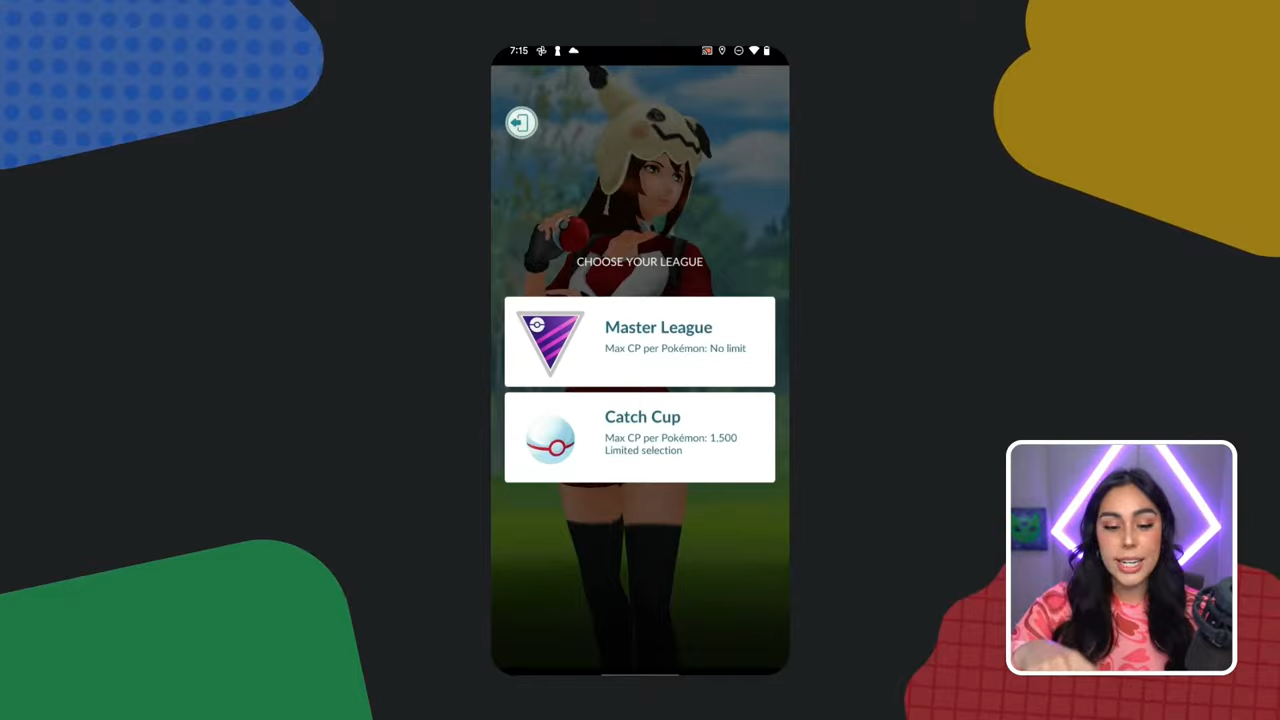 7:15
CHOOSE YOUR LEAGUE
Master League
Max CP per Pokémon: No limit
Catch Cup
Max CP per Pokémon: 1,500
Limited selection